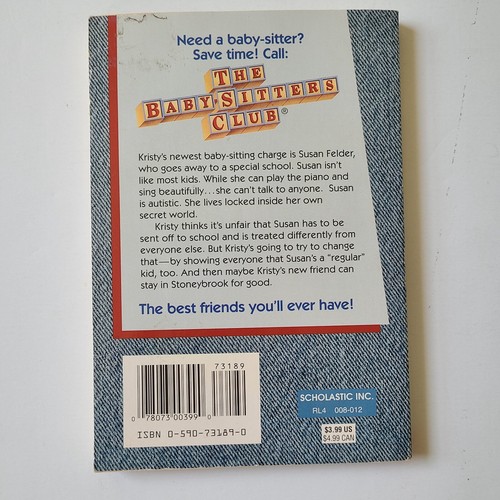 Need a baby-sitter?
Save time! Call:
THE
BABY-SITTERS
CLUB®
Kristy's newest baby-sitting charge is Susan Felder,
who goes away to a special school. Susan isn't
like most kids. While she can play the piano and
sing beautifully...she can't talk to anyone. Susan
is autistic. She lives locked inside her own
secret world.
Kristy thinks it's unfair that Susan has to be
sent off to school and is treated differently from
everyone else. But Kristy's going to try to change
that—by showing everyone that Susan's a "regular"
kid, too. And then maybe Kristy's new friend can
stay in Stoneybrook for good.
The best friends you'll ever have!
73189
0 78073 00399 0
ISBN 0-590-73189-0
SCHOLASTIC INC.
RL4 008-012
$3.99 US
$4.99 CAN